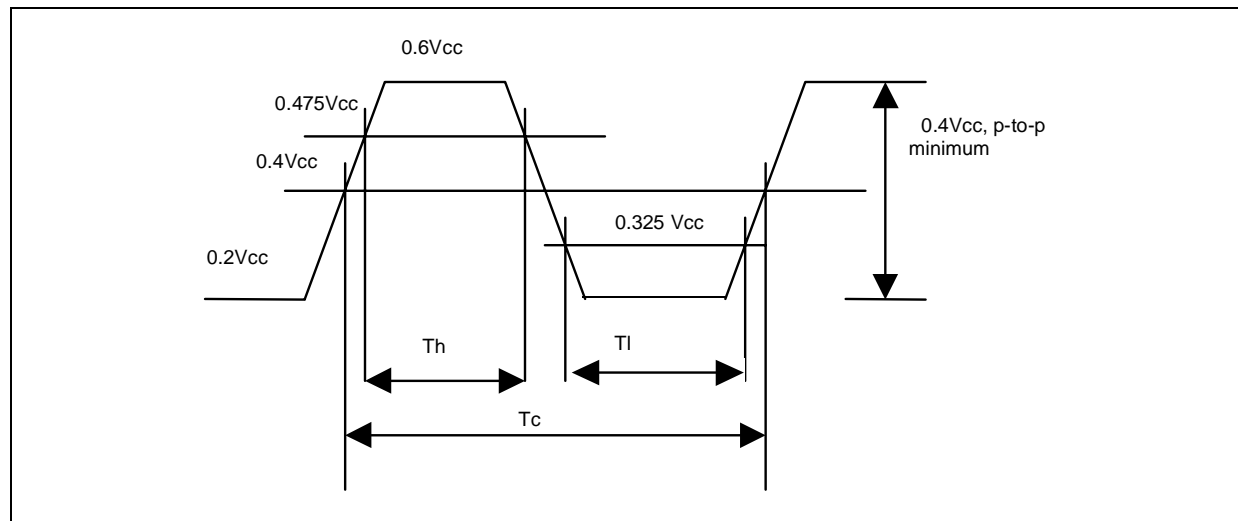 0.6Vcc
0.475Vcc
0.4Vcc, p-to-p
minimum
0.4Vcc
0.325 Vcc
0.2Vcc
Th
Tl
Tc